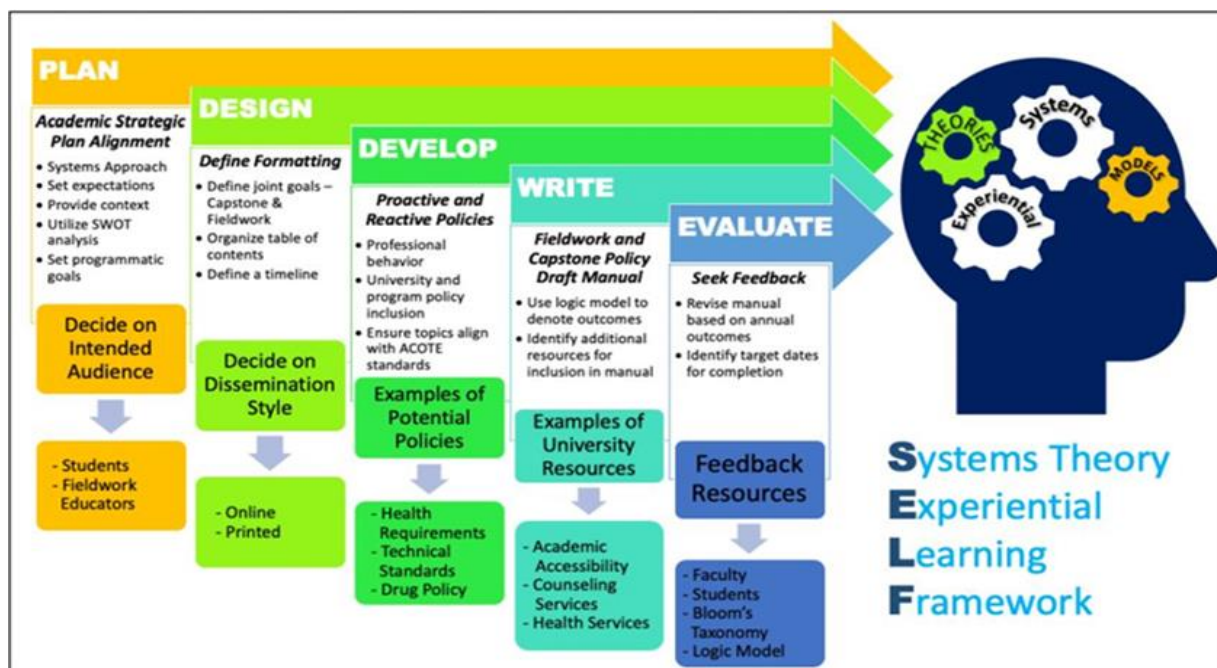 PLAN
Academic Strategic
Plan Alignment
• Systems Approach
• Set expectations
• Provide context
• Utilize SWOT
analysis
• Set programmatic
goals
Decide on
Intended
Audience
- Students
- Fieldwork
Educators
DESIGN
Define Formatting
• Define joint goals –
Capstone &
Fieldwork
• Organize table of
contents
• Define a timeline
Decide on
Dissemination
Style
- Online
- Printed
DEVELOP
Proactive and
Reactive Policies
• Professional
behavior
• University and
program policy
inclusion
• Ensure topics align
with ACOTE
standards
Examples of
Potential
Policies
- Health
Requirements
- Technical
Standards
- Drug Policy
WRITE
Fieldwork and
Capstone Policy
Draft Manual
• Use logic model to
denote outcomes
• Identify additional
resources for
inclusion in manual
Examples of
University
Resources
- Academic
Accessibility
- Counseling
Services
- Health Services
EVALUATE
Seek Feedback
• Revise manual
based on annual
outcomes
• Identify target dates
for completion
Feedback
Resources
- Faculty
- Students
- Bloom's
Taxonomy
- Logic Model
THEORIES
Systems
MODELS
Experiential
Systems Theory
Experiential
Learning
Framework